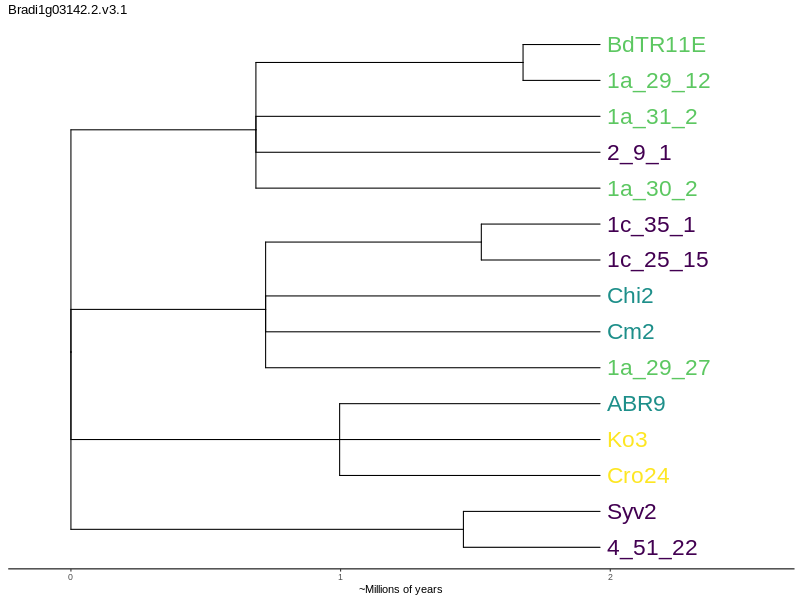 Bradi1g03142.2.v3.1
BdTR11E
1a_29_12
1a_31_2
2_9_1
1a_30_2
1c_35_1
1c_25_15
Chi2
Cm2
1a_29_27
ABR9
Ko3
Cro24
Syv2
4_51_22
0 1 2
~Millions of years